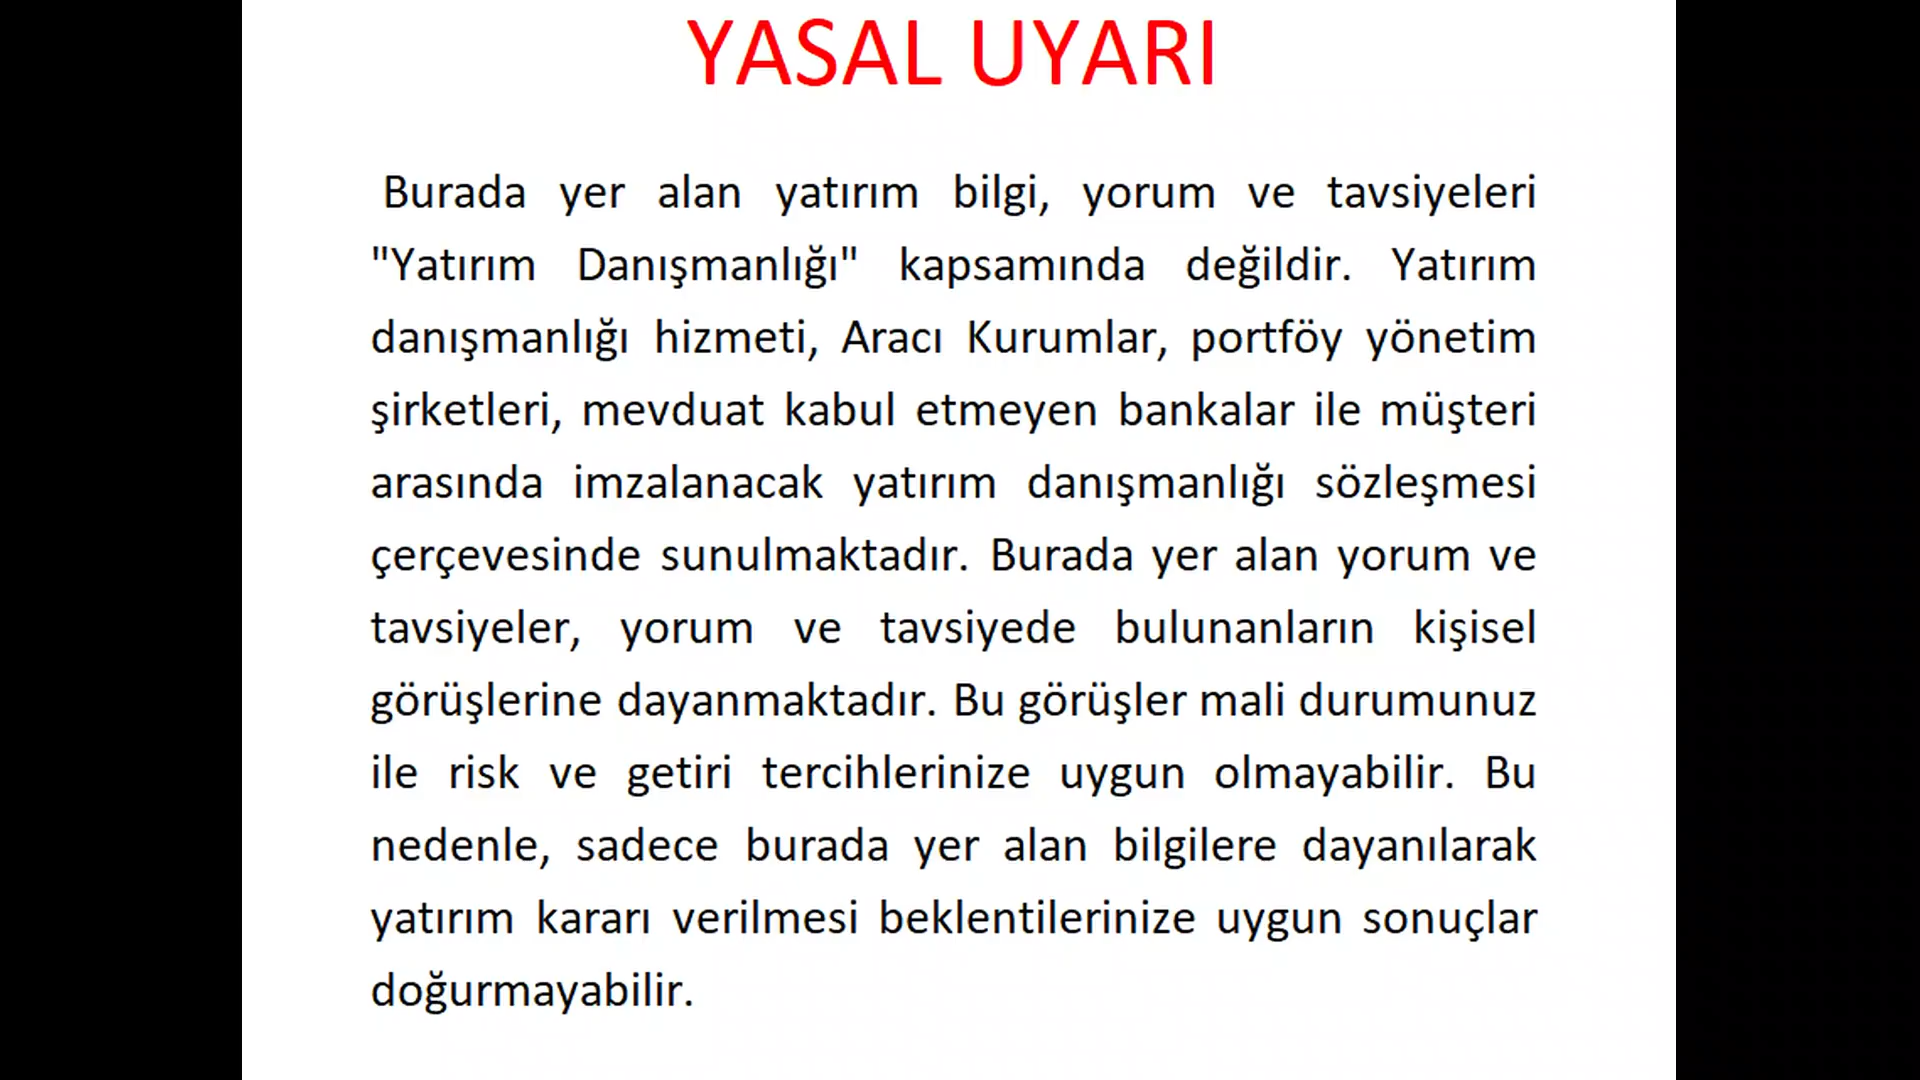 YASAL UYARI
Burada yer alan yatırım bilgi, yorum ve tavsiyeleri
"Yatırım Danışmanlığı" kapsamında değildir. Yatırım
danışmanlığı hizmeti, Aracı Kurumlar, portföy yönetim
şirketleri, mevduat kabul etmeyen bankalar ile müşteri
arasında imzalanacak yatırım danışmanlığı sözleşmesi
çerçevesinde sunulmaktadır. Burada yer alan yorum ve
tavsiyeler, yorum ve tavsiyede bulunanların kişisel
görüşlerine dayanmaktadır. Bu görüşler mali durumunuz
ile risk ve getiri tercihlerinize uygun olmayabilir. Bu
nedenle, sadece burada yer alan bilgilere dayanılarak
yatırım kararı verilmesi beklentilerinize uygun sonuçlar
doğurmayabilir.